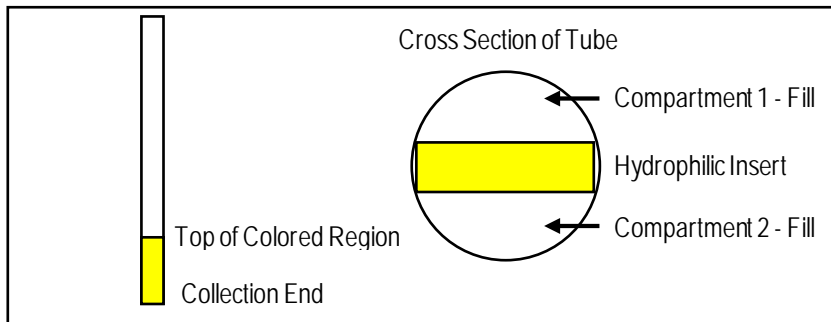 Cross Section of Tube
Compartment 1 - Fill
Hydrophilic Insert
Compartment 2 - Fill
Top of Colored Region
Collection End